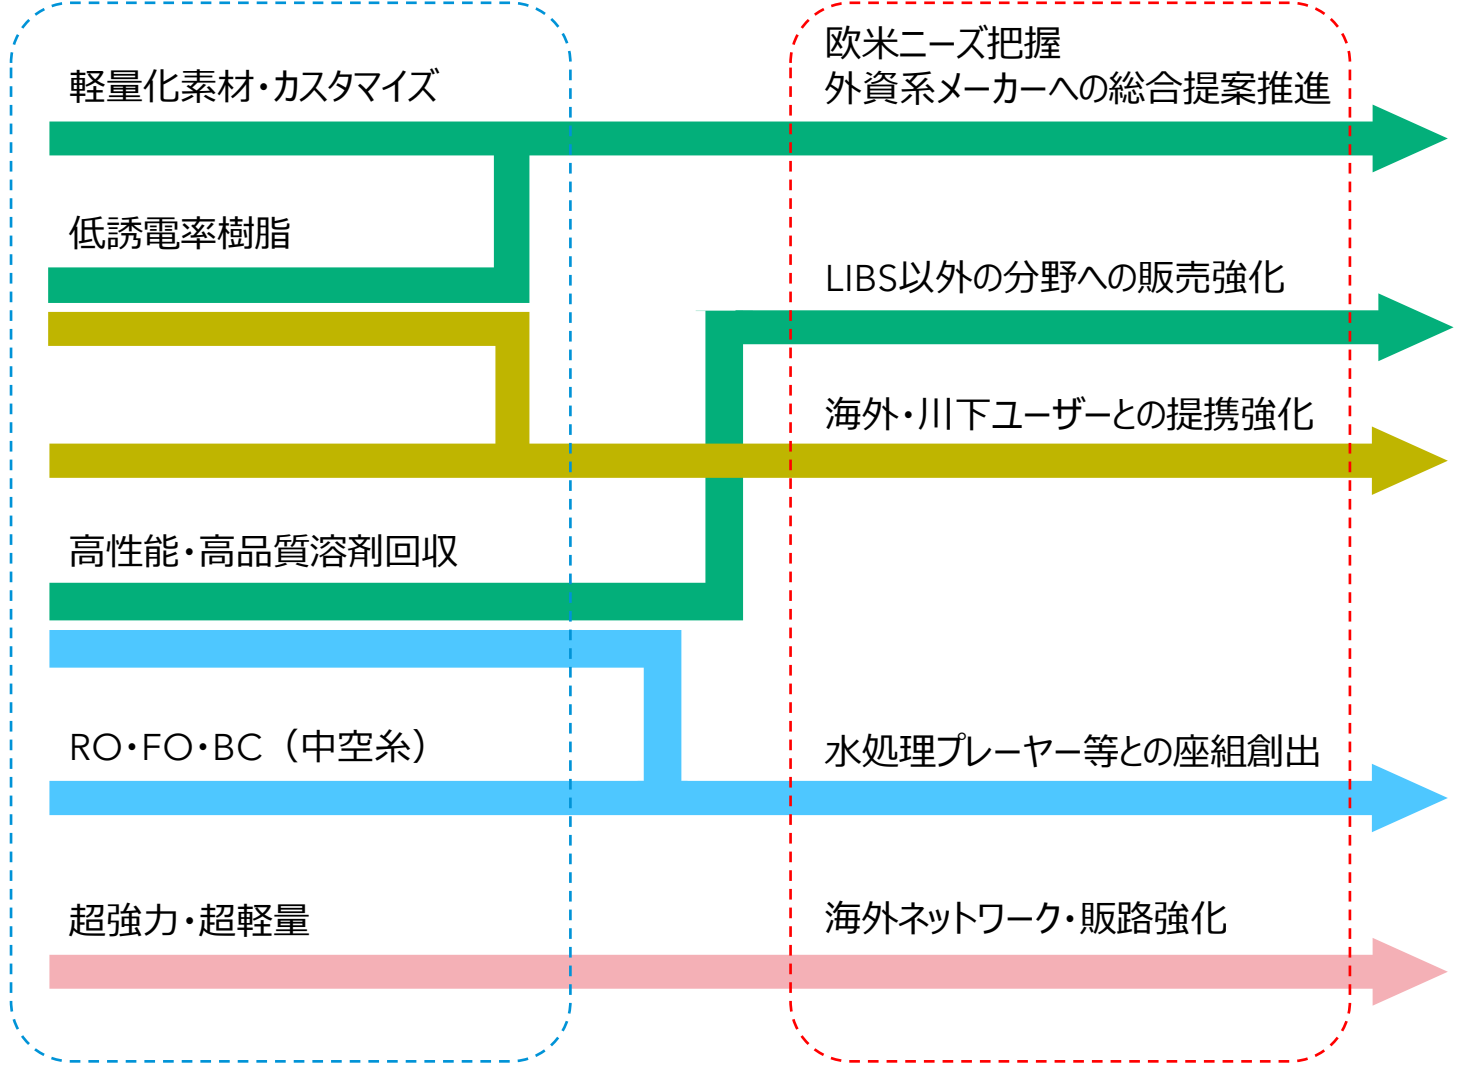 軽量化素材・カスタマイズ
低誘電率樹脂
高性能・高品質溶剤回収
RO・FO・BC（中空糸）
超強力・超軽量
欧米ニーズ把握
外資系メーカーへの総合提案推進
LIBS以外の分野への販売強化
海外・川下ユーザーとの提携強化
水処理プレーヤー等との座組創出
海外ネットワーク・販路強化